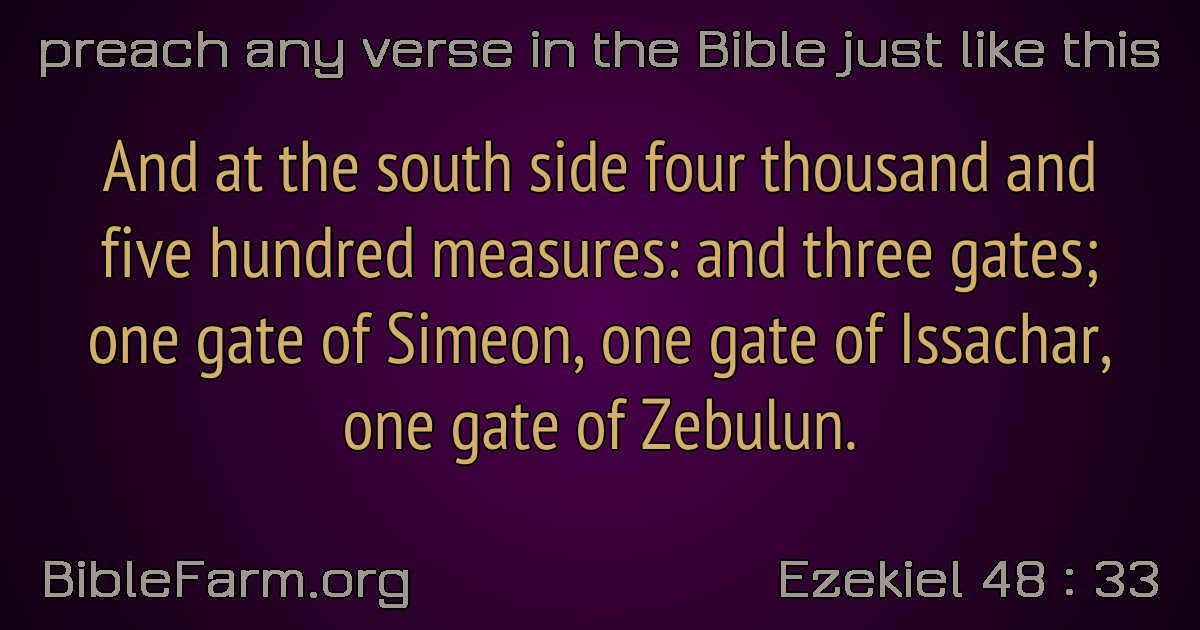 preach any verse in the Bible just like this
And at the south side four thousand and
five hundred measures: and three gates;
one gate of Simeon, one gate of Issachar,
one gate of Zebulun.
BibleFarm.org
Ezekiel 48 : 33